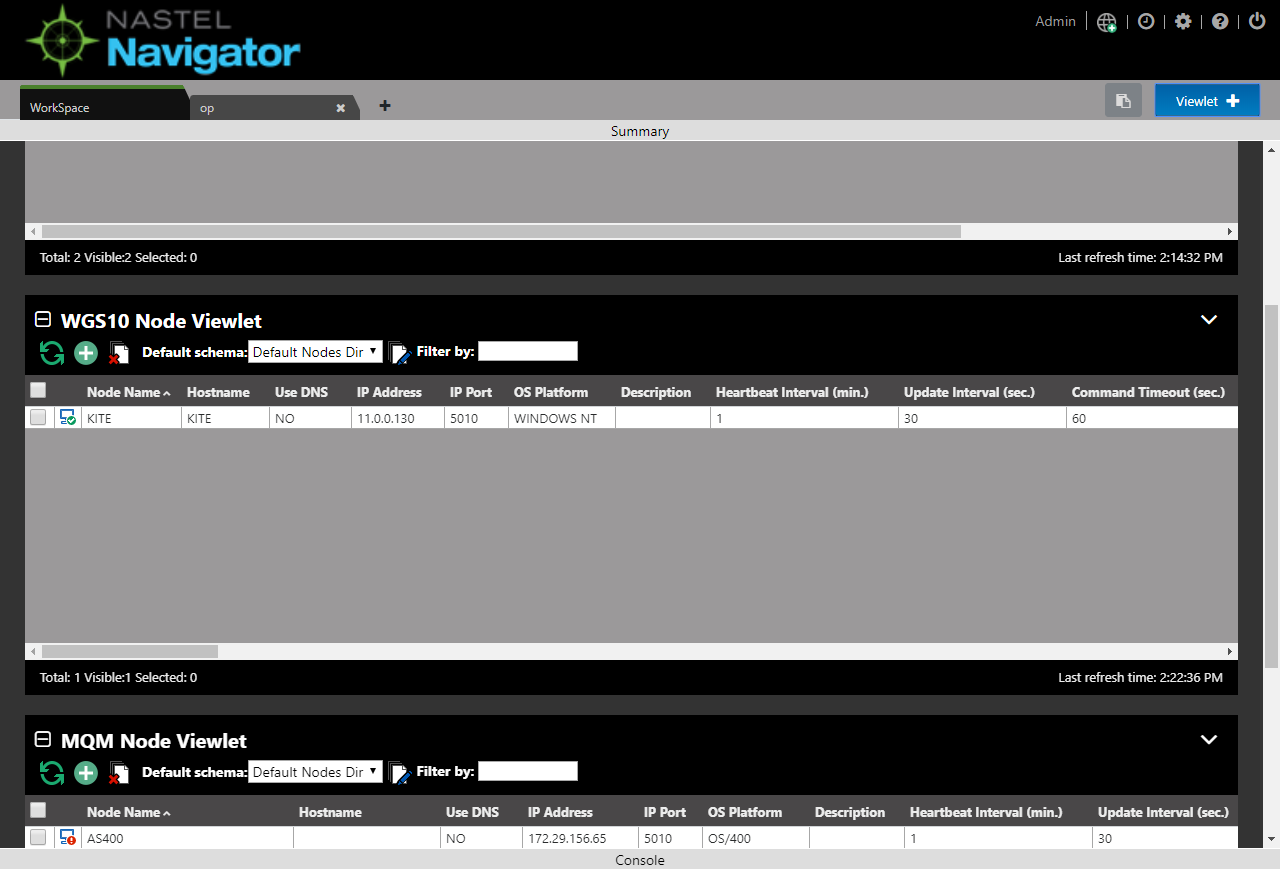 NASTEL
Navigator
Admin
WorkSpace
op
Viewlet
Summary
Total: 2 Visible:2 Selected: 0
Last refresh time: 2:14:32 PM
WGS10 Node Viewlet
Default schema: Default Nodes Dir Filter by:
Node Name Hostname Use DNS IP Address IP Port OS Platform Description Heartbeat Interval (min.) Update Interval (sec.) Command Timeout (sec.)
KITE KITE NO 11.0.0.130 5010 WINDOWS NT 1 30 60
Total: 1 Visible:1 Selected: 0
Last refresh time: 2:22:36 PM
MQM Node Viewlet
Default schema: Default Nodes Dir Filter by:
Node Name Hostname Use DNS IP Address IP Port OS Platform Description Heartbeat Interval (min.) Update Interval (sec.)
AS400 NO 172.29.156.65 5010 OS/400 1 30
Console